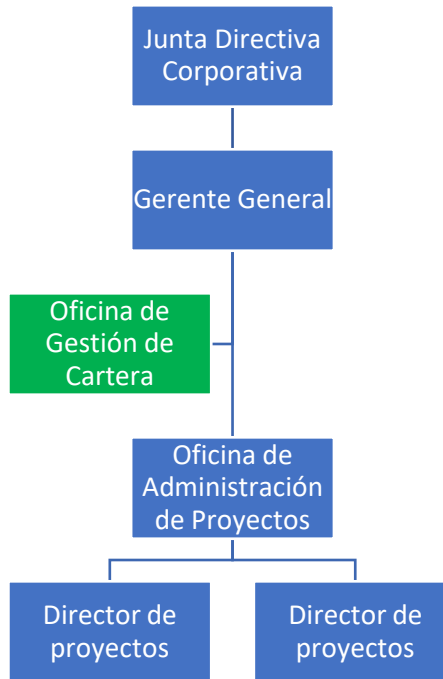 Junta Directiva
Corporativa
Gerente General
Oficina de
Gestión de
Cartera
Oficina de
Administración
de Proyectos
Director de
proyectos
Director de
proyectos